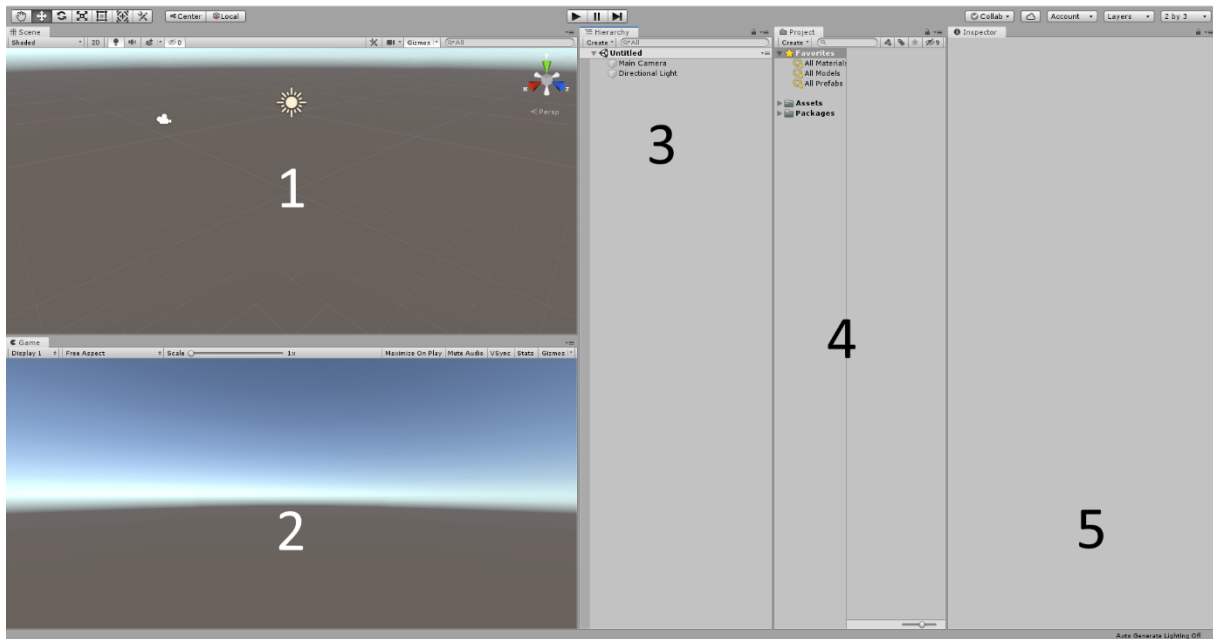 Center Local
Collab Account Layers 2 by 3
Scene
Shaded 2D 0 Gizmos All
Y
x z
Persp
1
Game
Display 1 Free Aspect Scale 1x Maximize On Play Mute Audio VSync Stats Gizmos
2
Hierarchy
Create All
Untitled
Main Camera
Directional Light
3
Project
Create 9
Favorites
All Materials
All Models
All Prefabs
Assets
Packages
4
Inspector
5
Auto Generate Lighting Off